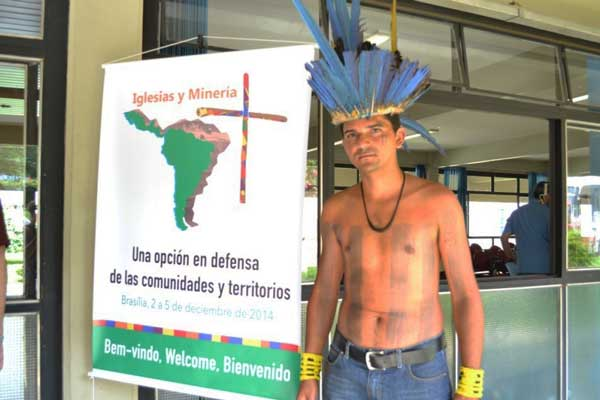 Iglesias y Minería
Una opción en defensa
de las comunidades y territorios
Brasilia, 2 a 5 de deciembre de 2014
Bem-vindo, Welcome, Bienvenido